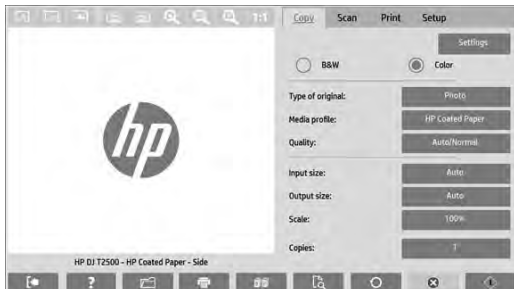 1:1
Copy Scan Print Setup
Settings
B&W Color
Type of original: Photo
Media profile: HP Coated Paper
Quality: Auto/Normal
Input size: Auto
Output size: Auto
Scale: 100%
Copies: 1
hp
HP DJ T2500 - HP Coated Paper - Side
?